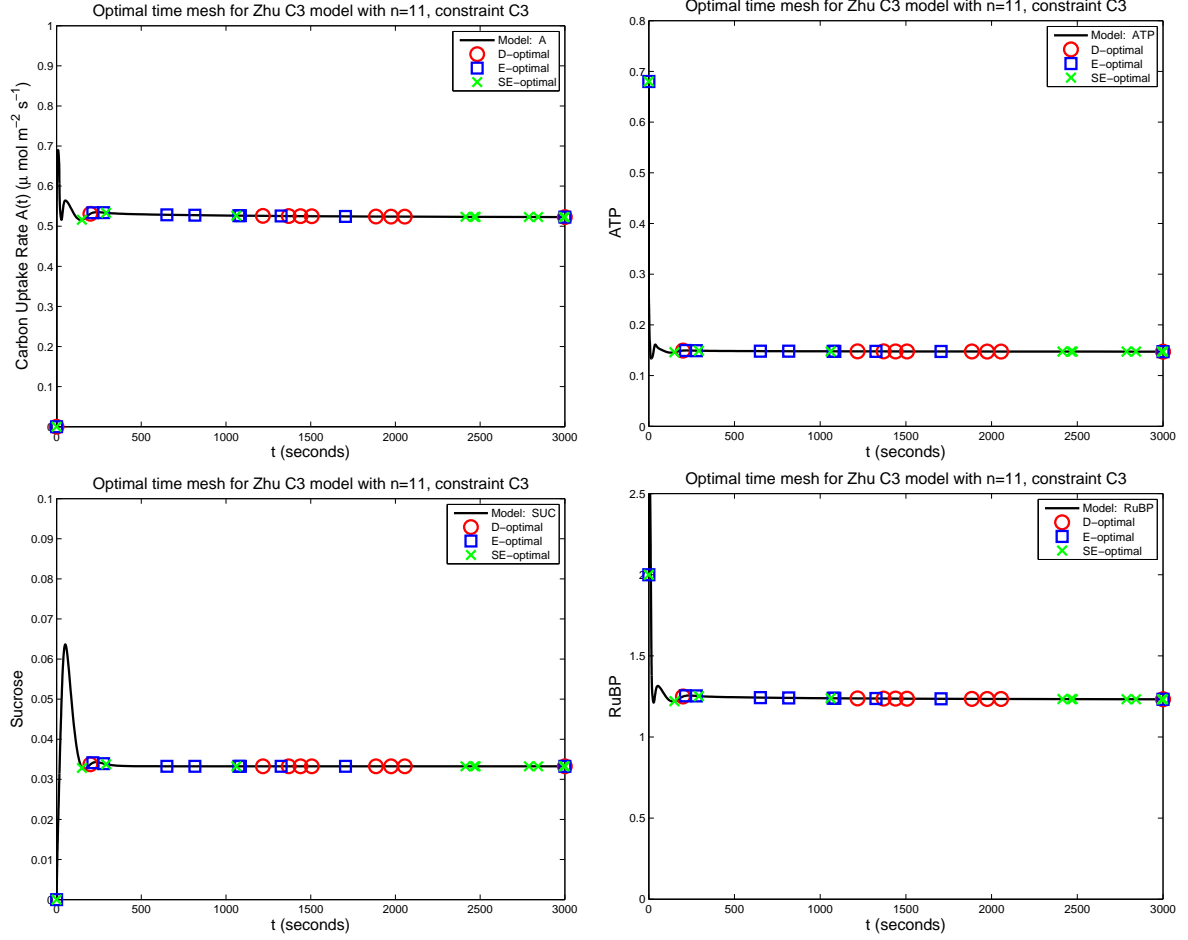 Optimal time mesh for Zhu C3 model with n=11, constraint C3
1
0.9
0.8
0.7
0.6
0.5
0.4
0.3
0.2
0.1
0
Carbon Uptake Rate A(t) (μ mol m⁻² s⁻¹)
Model: A
D−optimal
E−optimal
SE−optimal
0 500 1000 1500 2000 2500 3000
t (seconds)
Optimal time mesh for Zhu C3 model with n=11, constraint C3
0.8
0.7
0.6
0.5
0.4
0.3
0.2
0.1
0
ATP
Model: ATP
D−optimal
E−optimal
SE−optimal
0 500 1000 1500 2000 2500 3000
t (seconds)
Optimal time mesh for Zhu C3 model with n=11, constraint C3
0.1
0.09
0.08
0.07
0.06
0.05
0.04
0.03
0.02
0.01
0
Sucrose
Model: SUC
D−optimal
E−optimal
SE−optimal
0 500 1000 1500 2000 2500 3000
t (seconds)
Optimal time mesh for Zhu C3 model with n=11, constraint C3
2.5
2
1.5
1
0.5
0
RuBP
Model: RuBP
D−optimal
E−optimal
SE−optimal
0 500 1000 1500 2000 2500 3000
t (seconds)